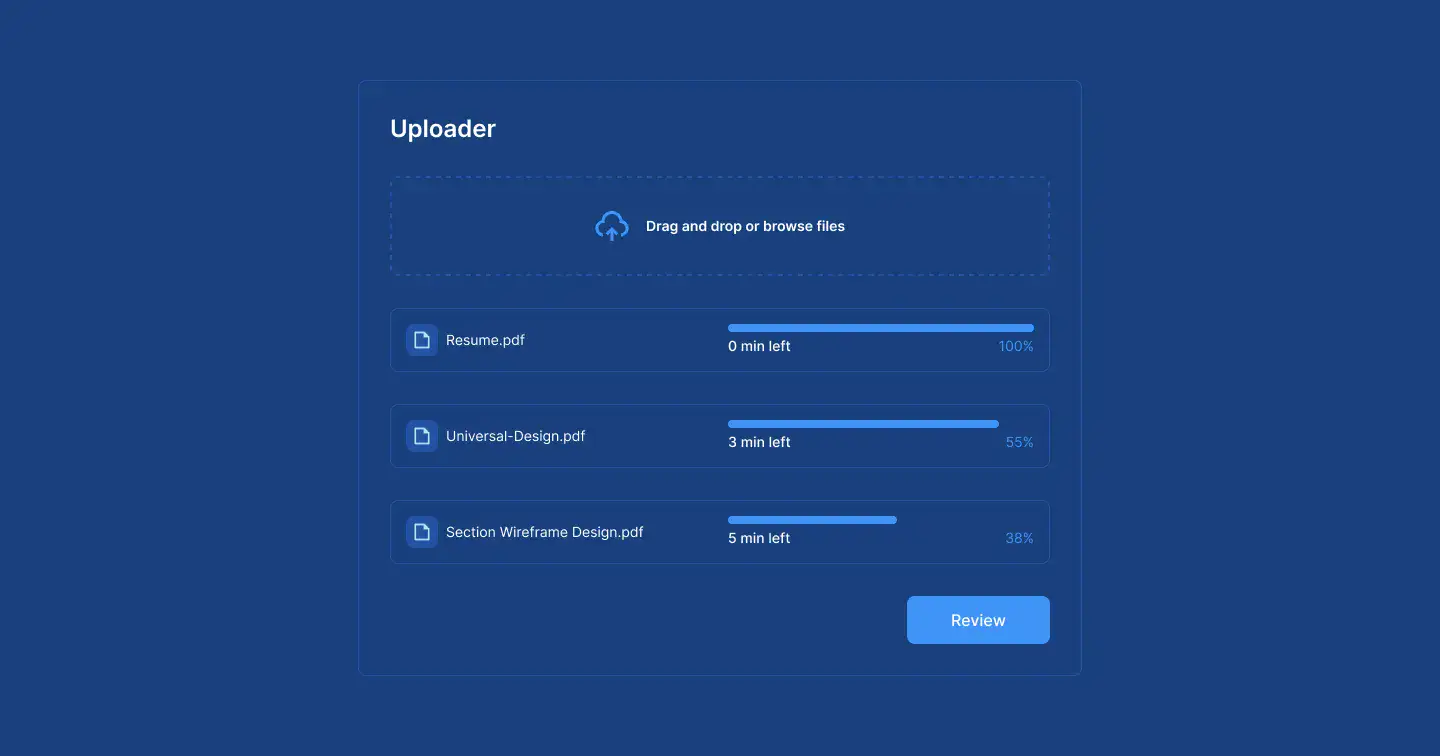 Uploader
Drag and drop or browse files
Resume.pdf
0 min left
100%
Universal-Design.pdf
3 min left
55%
Section Wireframe Design.pdf
5 min left
38%
Review